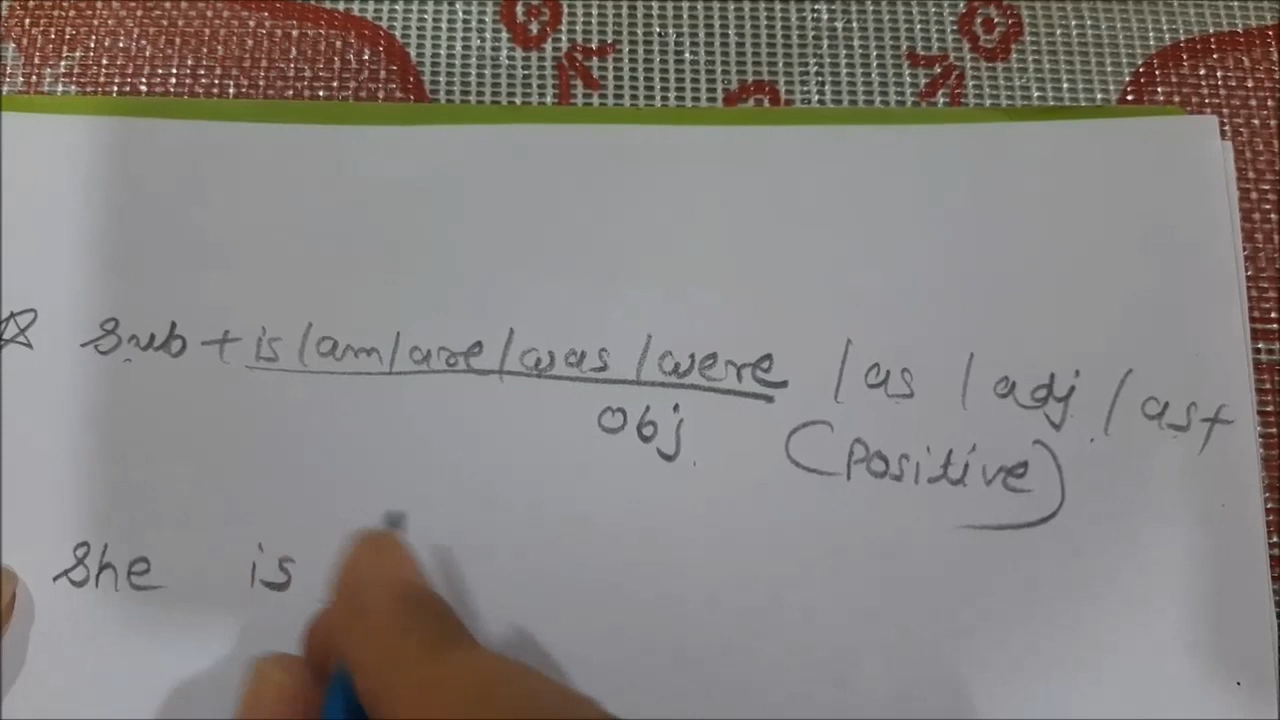 ☆ Sub + is / am / are / was / were / as / adj / as +
obj. (Positive)
She is